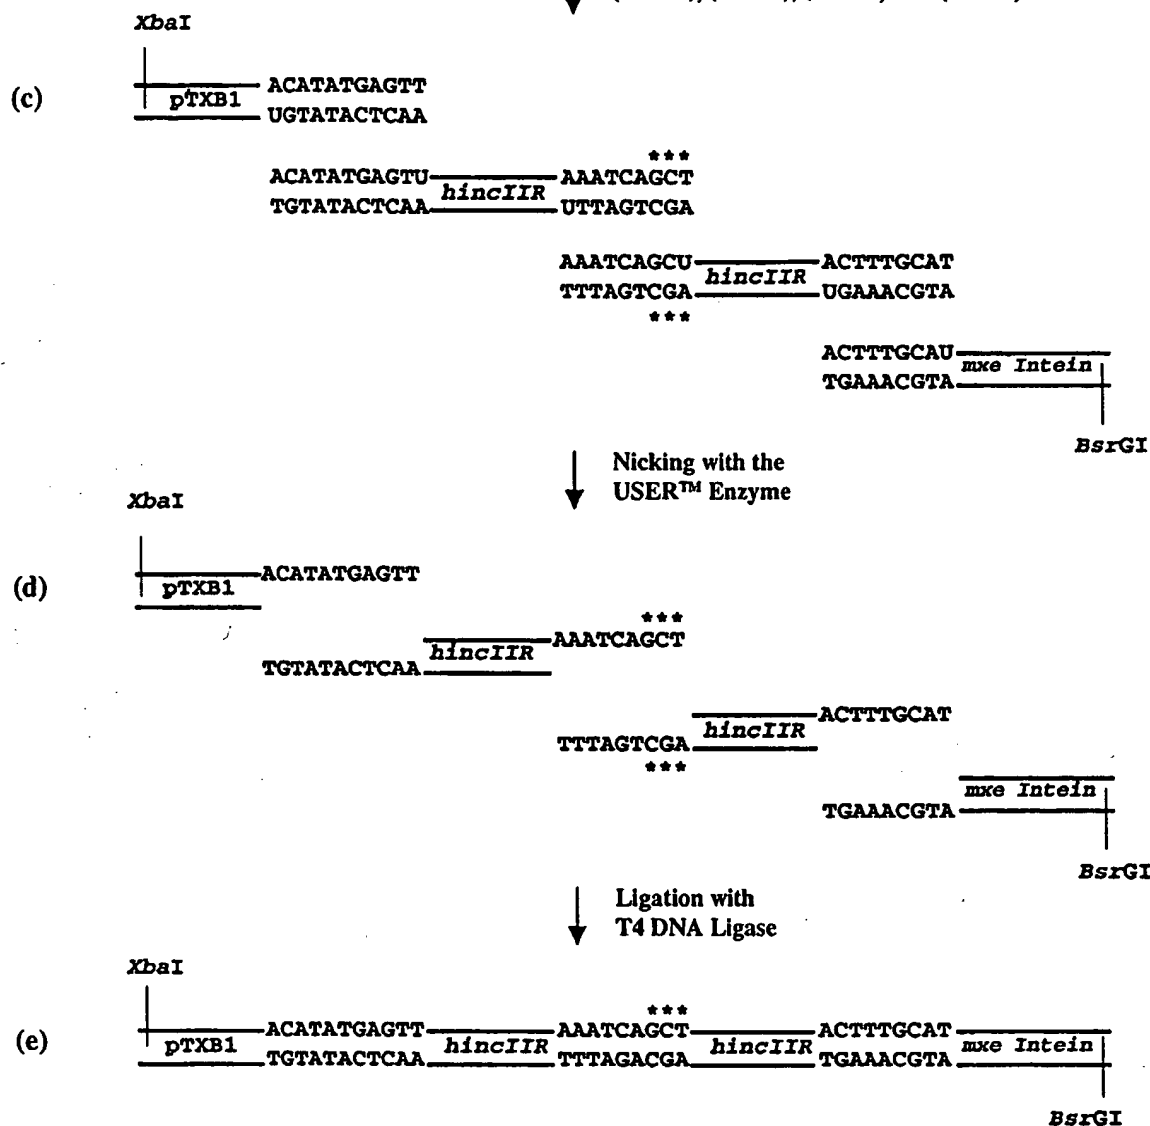 XbaI
(c)
pTXB1
ACATATGAGTT
UGTATACTCAA
***
ACATATGAGTU hincIIR AAATCAGCT
TGTATACTCAA UTTAGTCGA
AAATCAGCU hincIIR ACTTTGCAT
TTTAGTCGA UGAAACGTA
***
ACTTTGCAU mxe Intein
TGAAACGTA
BsrGI
Nicking with the
USER™ Enzyme
XbaI
(d)
pTXB1
ACATATGAGTT
***
hincIIR AAATCAGCT
TGTATACTCAA
hincIIR ACTTTGCAT
TTTAGTCGA
***
mxe Intein
TGAAACGTA
BsrGI
Ligation with
T4 DNA Ligase
XbaI
***
(e)
ACATATGAGTT AAATCAGCT ACTTTGCAT
pTXB1 hincIIR hincIIR mxe Intein
TGTATACTCAA TTTAGACGA TGAAACGTA
BsrGI